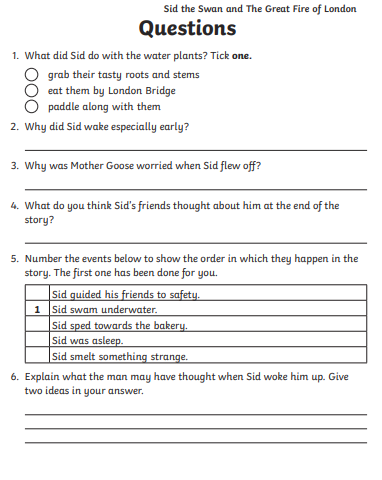 Sid the Swan and The Great Fire of London
Questions
1. What did Sid do with the water plants? Tick one.
grab their tasty roots and stems
eat them by London Bridge
paddle along with them
2. Why did Sid wake especially early?
3. Why was Mother Goose worried when Sid flew off?
4. What do you think Sid's friends thought about him at the end of the
story?
5. Number the events below to show the order in which they happen in the
story. The first one has been done for you.
Sid guided his friends to safety.
1 Sid swam underwater.
Sid sped towards the bakery.
Sid was asleep.
Sid smelt something strange.
6. Explain what the man may have thought when Sid woke him up. Give
two ideas in your answer.